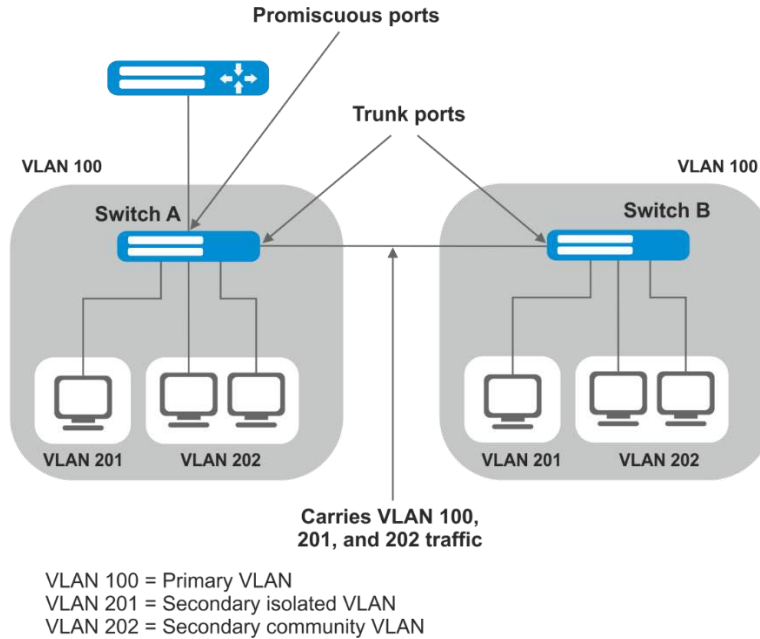 Promiscuous ports
Trunk ports
VLAN 100
VLAN 100
Switch A
Switch B
VLAN 201
VLAN 202
VLAN 201
VLAN 202
Carries VLAN 100,
201, and 202 traffic
VLAN 100 = Primary VLAN
VLAN 201 = Secondary isolated VLAN
VLAN 202 = Secondary community VLAN